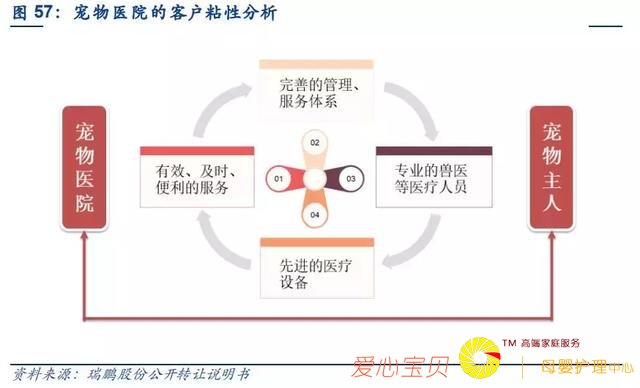 图 57：宠物医院的客户粘性分析
完善的管理、
服务体系
宠物医院
有效、及时、
便利的服务
01
02
03
04
专业的兽医
等医疗人员
宠物主人
先进的医疗
设备
TM 高端家庭服务
爱心宝贝
母婴护理中心
资料来源：瑞鹏股份公开转让说明书